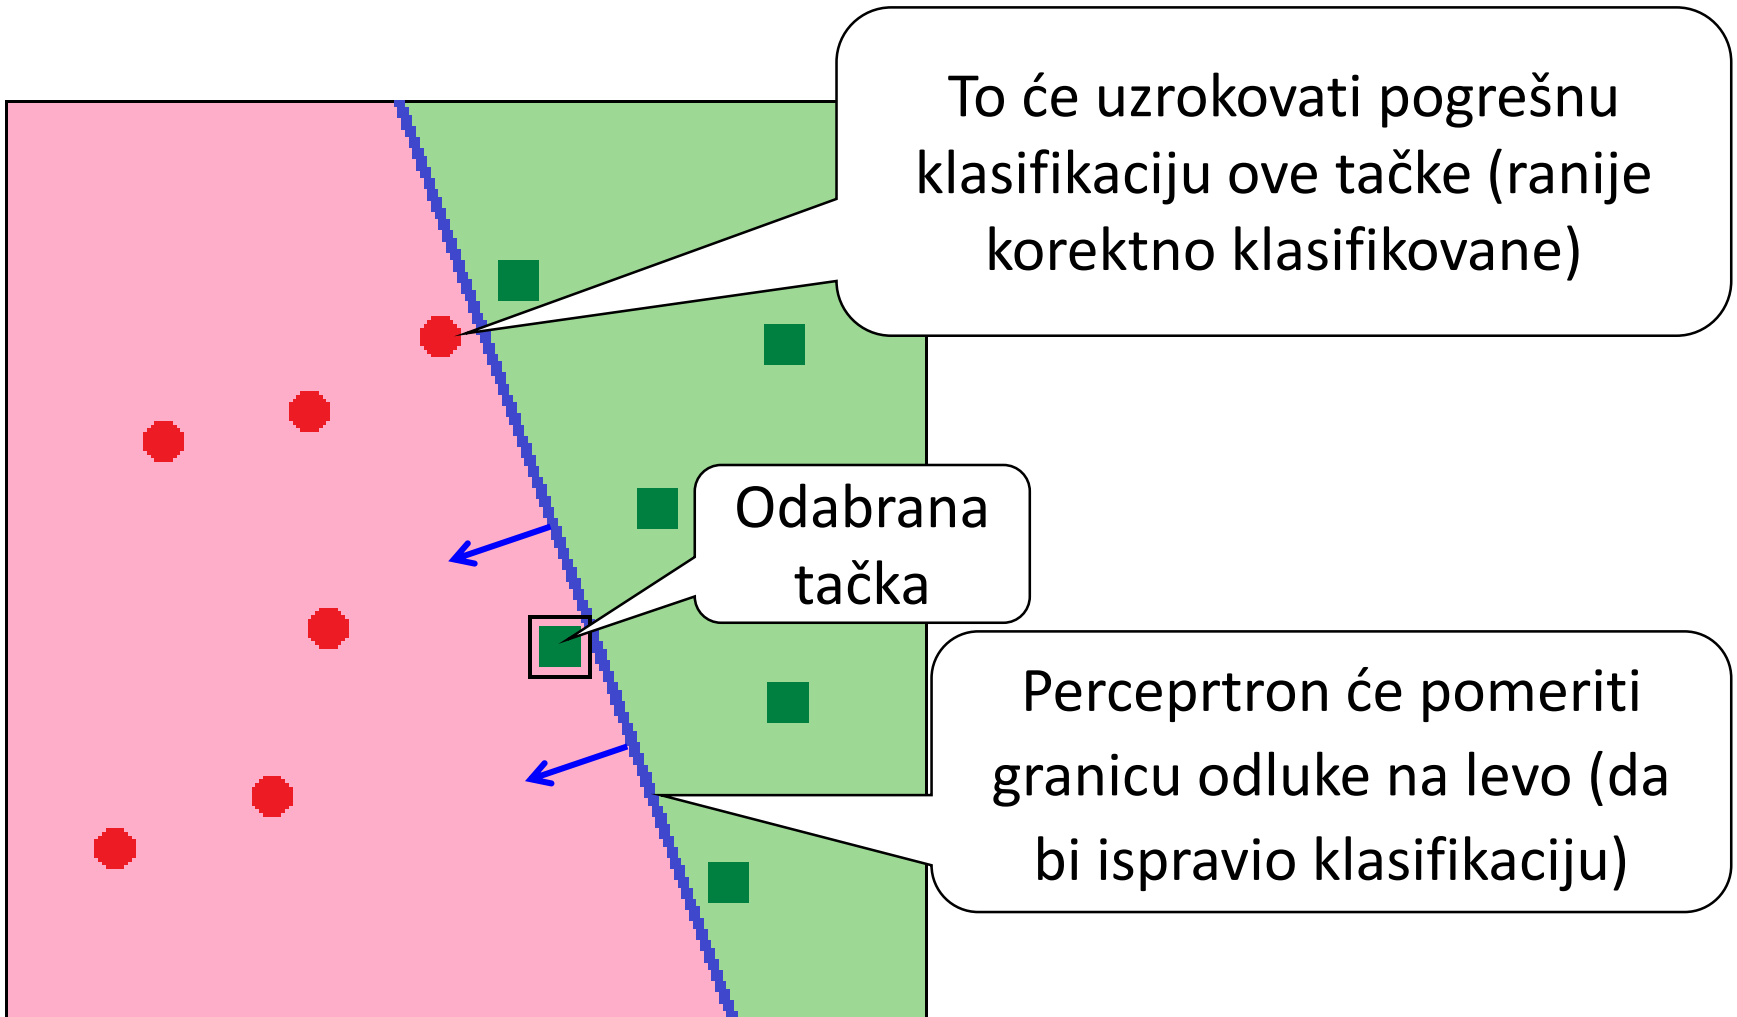 To će uzrokovati pogrešnu
klasifikaciju ove tačke (ranije
korektno klasifikovane)
Odabrana
tačka
Perceprtron će pomeriti
granicu odluke na levo (da
bi ispravio klasifikaciju)